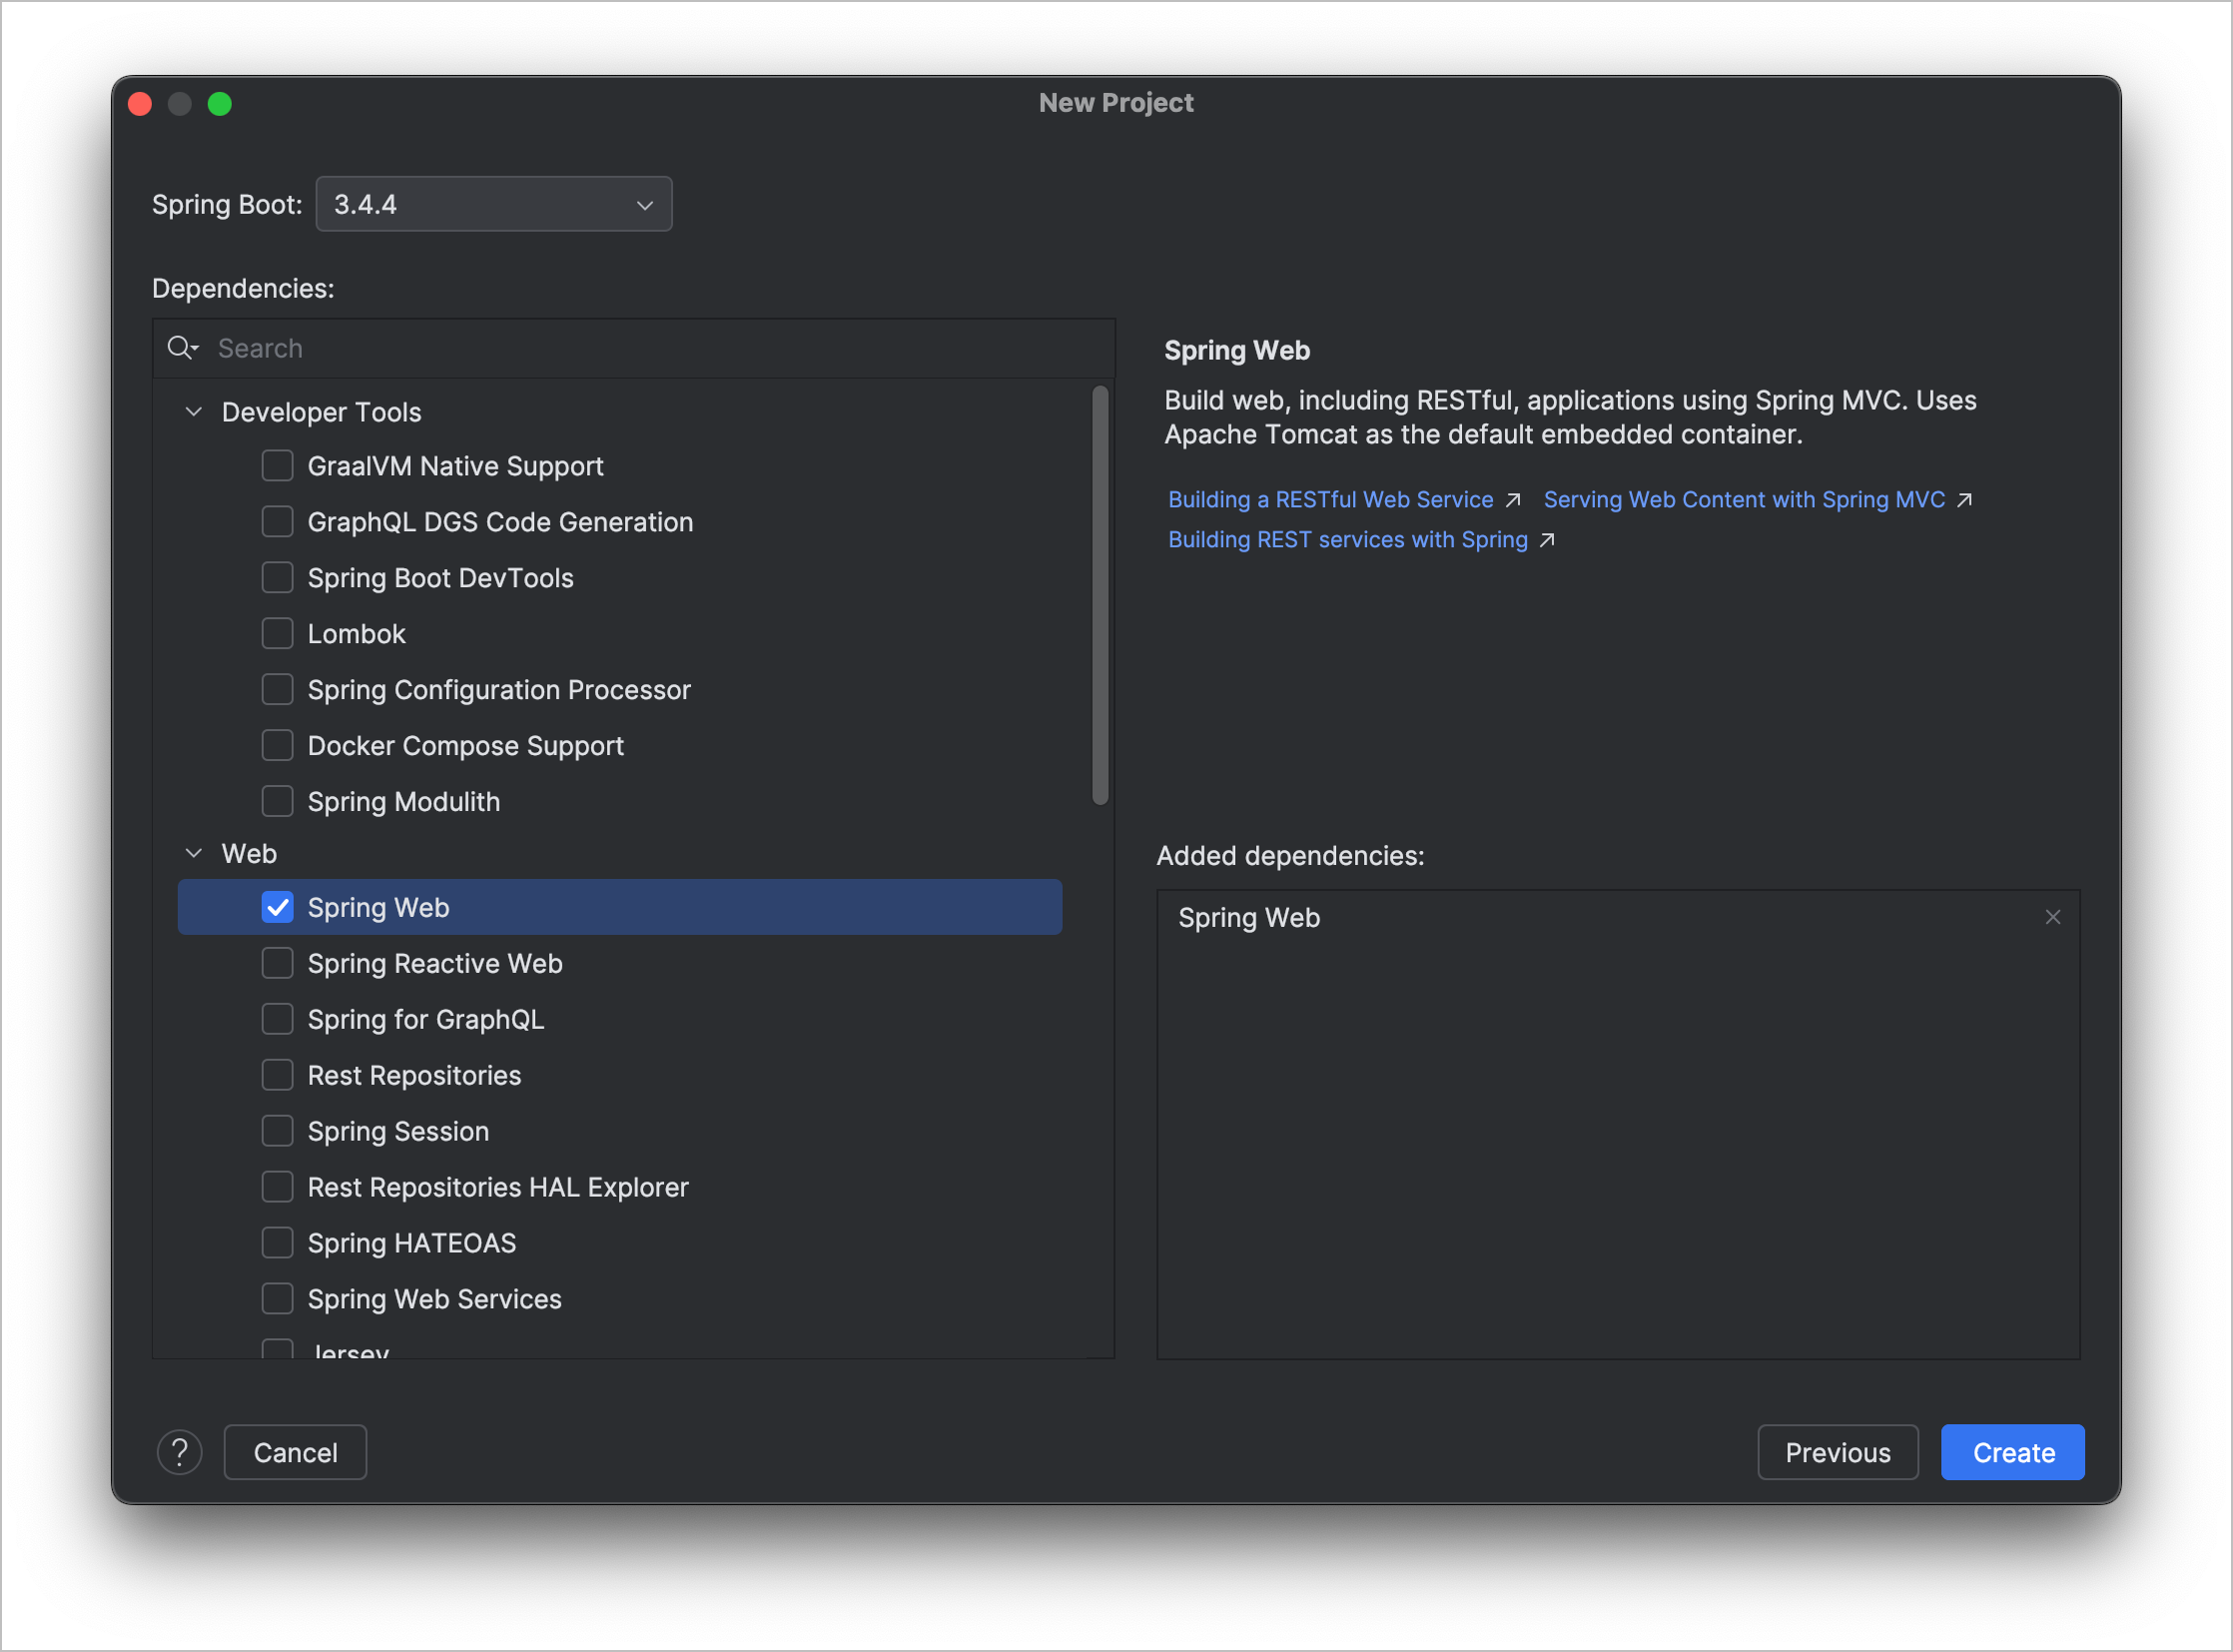 New Project
Spring Boot: 3.4.4
Dependencies:
Search
Developer Tools
GraalVM Native Support
GraphQL DGS Code Generation
Spring Boot DevTools
Lombok
Spring Configuration Processor
Docker Compose Support
Spring Modulith
Web
Spring Web
Spring Reactive Web
Spring for GraphQL
Rest Repositories
Spring Session
Rest Repositories HAL Explorer
Spring HATEOAS
Spring Web Services
Jersey
Spring Web
Build web, including RESTful, applications using Spring MVC. Uses
Apache Tomcat as the default embedded container.
Building a RESTful Web Service ↗ Serving Web Content with Spring MVC ↗
Building REST services with Spring ↗
Added dependencies:
Spring Web
? Cancel
Previous Create